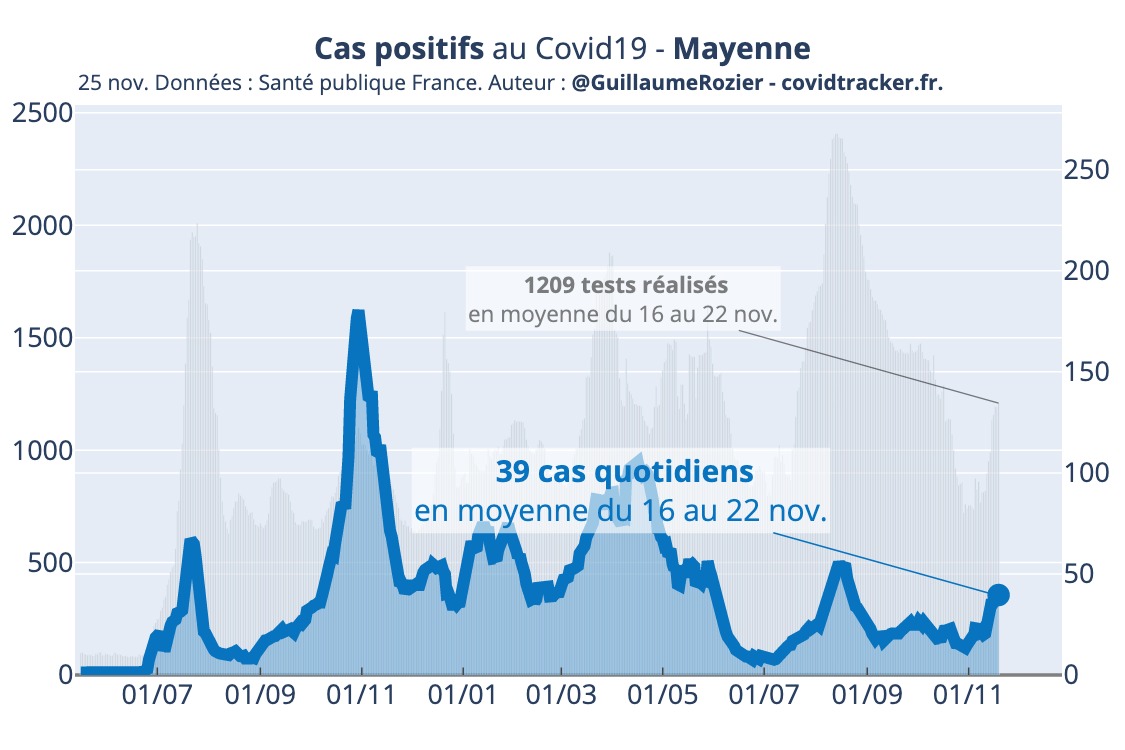 Cas positifs au Covid19 - Mayenne
25 nov. Données : Santé publique France. Auteur : @GuillaumeRozier - covidtracker.fr.
2500
2000
1500
1000
500
0
250
200
150
100
50
0
1209 tests réalisés
en moyenne du 16 au 22 nov.
39 cas quotidiens
en moyenne du 16 au 22 nov.
01/07 01/09 01/11 01/01 01/03 01/05 01/07 01/09 01/11